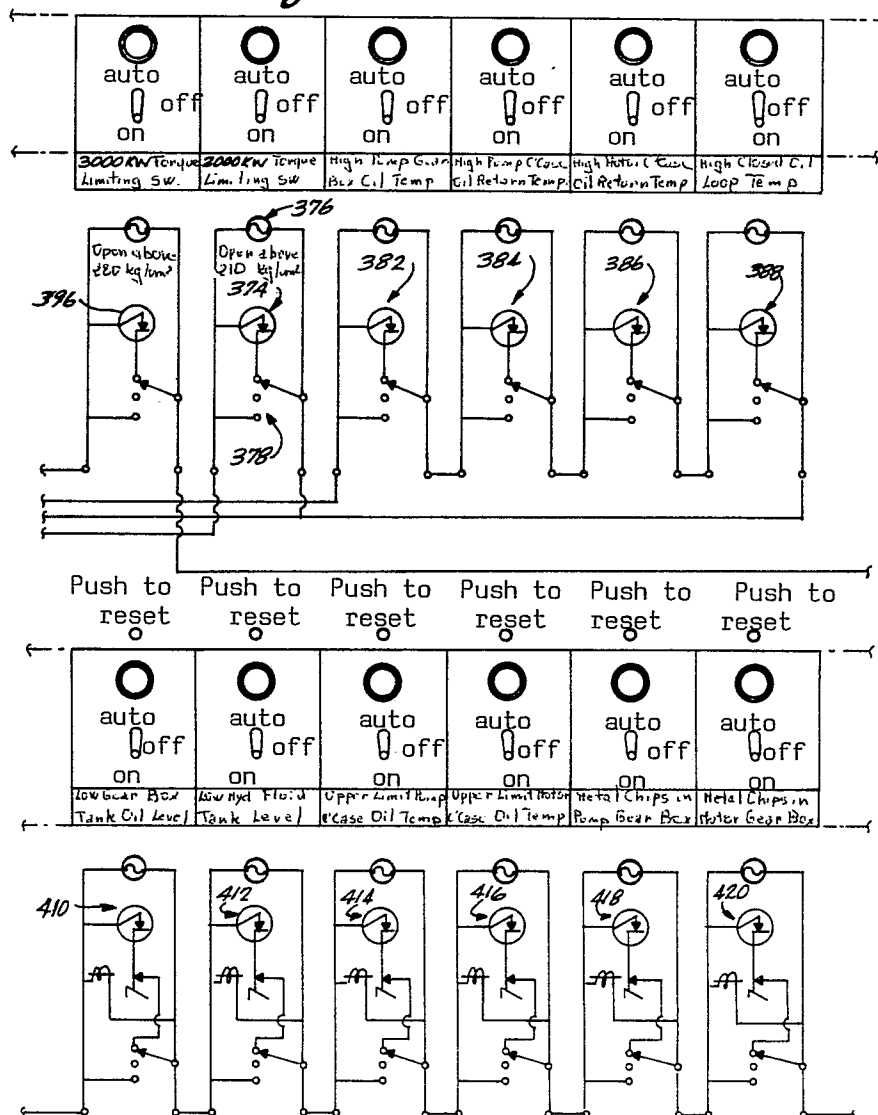 auto auto auto auto auto auto
off off off off off off
on on on on on on
3000 KW Torque 2000 KW Torque High Pump Gear High Pump C'Case High Motor C'Case High Closed Oil
Limiting SW. Limiting SW Box Oil Temp Oil Return Temp. Oil Return Temp Loop Temp
376
Open above Open above
280 kg/cm² 210 kg/cm²
396 374 382 384 386 388
378
Push to Push to Push to Push to Push to Push to
reset reset reset reset reset reset
auto auto auto auto auto auto
off off off off off off
on on on on on on
Low Gear Box Low Hyd Fluid Upper Limit Pump Upper Limit Motor Metal Chips in Metal Chips in
Tank Oil Level Tank Level C'Case Oil Temp C'Case Oil Temp Pump Gear Box Motor Gear Box
410 412 414 416 418 420